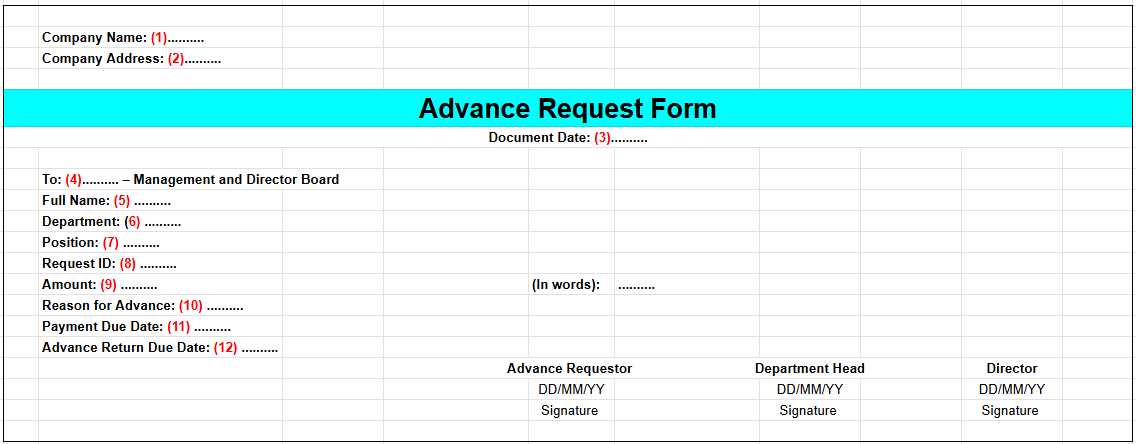 Company Name: (1)..........
Company Address: (2)..........
Advance Request Form
Document Date: (3)..........
To: (4).......... – Management and Director Board
Full Name: (5) ..........
Department: (6) ..........
Position: (7) ..........
Request ID: (8) ..........
Amount: (9) .......... (In words): ..........
Reason for Advance: (10) ..........
Payment Due Date: (11) ..........
Advance Return Due Date: (12) ..........
Advance Requestor Department Head Director
DD/MM/YY DD/MM/YY DD/MM/YY
Signature Signature Signature